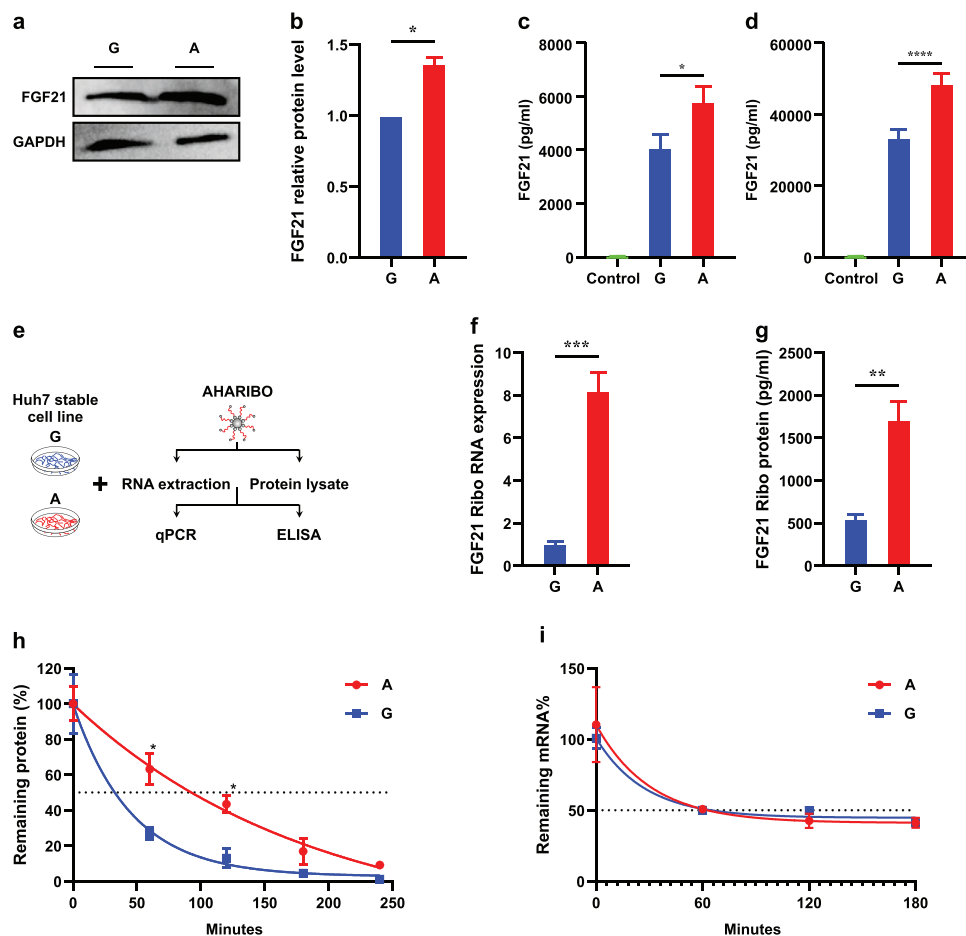 a
G A
FGF21
GAPDH
b
FGF21 relative protein level
1.5
1.0
0.5
0.0
*
G A
c
FGF21 (pg/ml)
8000
6000
4000
2000
0
*
Control G A
d
FGF21 (pg/ml)
60000
40000
20000
0
****
Control G A
e
Huh7 stable
cell line
G
A
+
AHARIBO
RNA extraction Protein lysate
qPCR ELISA
f
FGF21 Ribo RNA expression
10
8
6
4
2
0
***
G A
g
FGF21 Ribo protein (pg/ml)
2500
2000
1500
1000
500
0
**
G A
h
Remaining protein (%)
120
100
80
60
40
20
0
A
G
*
*
0 50 100 150 200 250
Minutes
i
Remaining mRNA%
150
100
50
0
A
G
0 60 120 180
Minutes